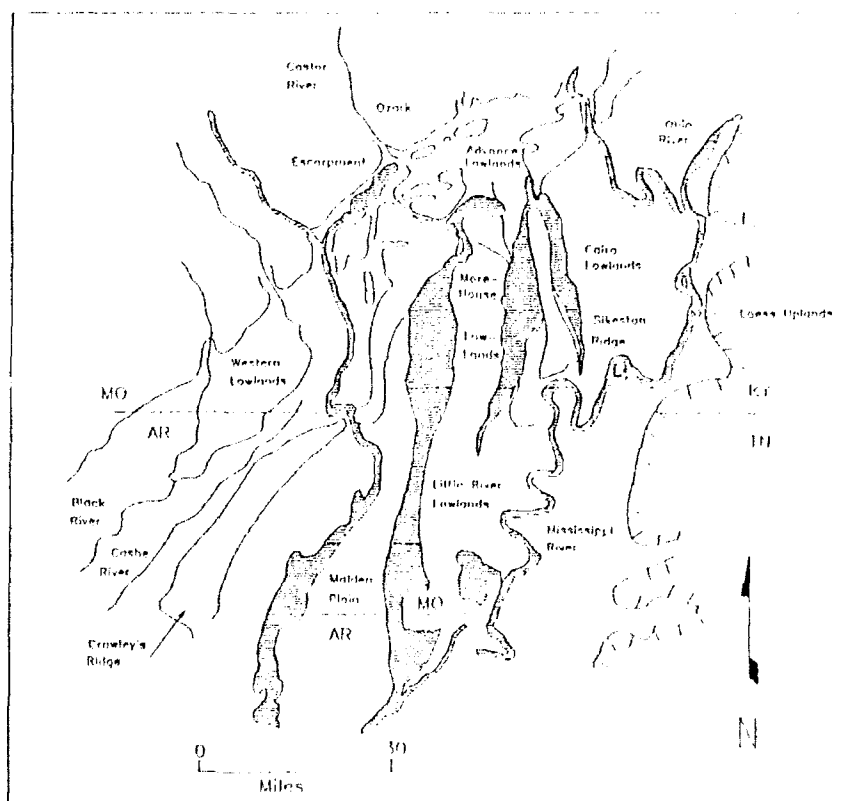 Castor
River
Ozark
Escarpment
Advance
Lowlands
Ohio
River
Cairo
Lowlands
More-
House
Low-
lands
Sikeston
Ridge
Loess Uplands
Western
Lowlands
MO
AR
KY
TN
Little River
Lowlands
Black
River
Cache
River
Mississippi
River
Malden
Plain
MO
AR
Crowley's
Ridge
0
30
Miles
N